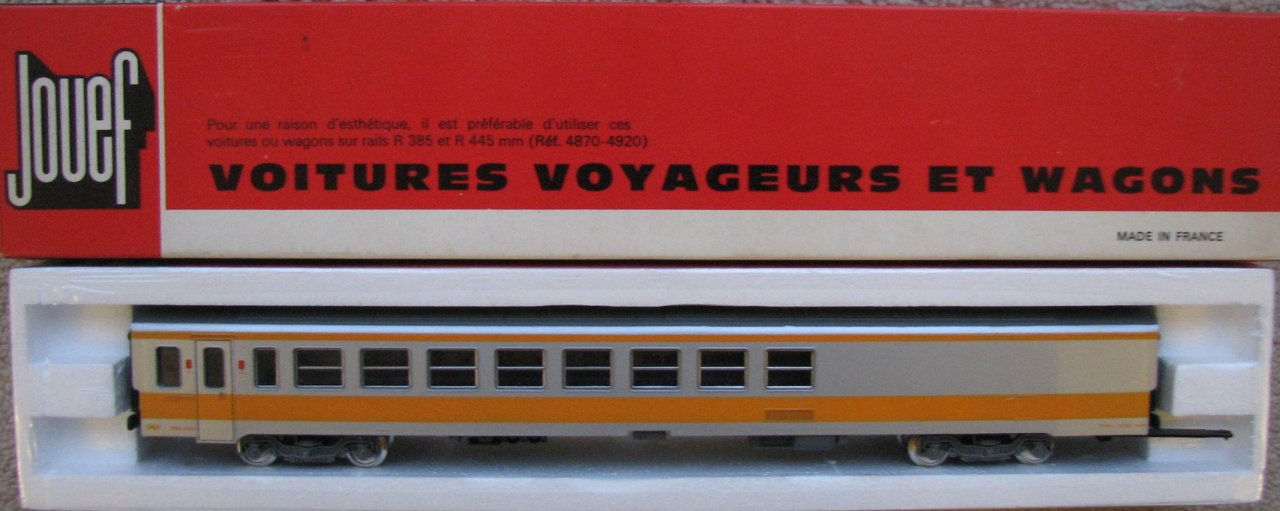 Jouef
Pour une raison d'esthétique, il est préférable d'utiliser ces
voitures ou wagons sur rails R 385 et R 445 mm (Réf. 4870-4920)
VOITURES VOYAGEURS ET WAGONS
MADE IN FRANCE